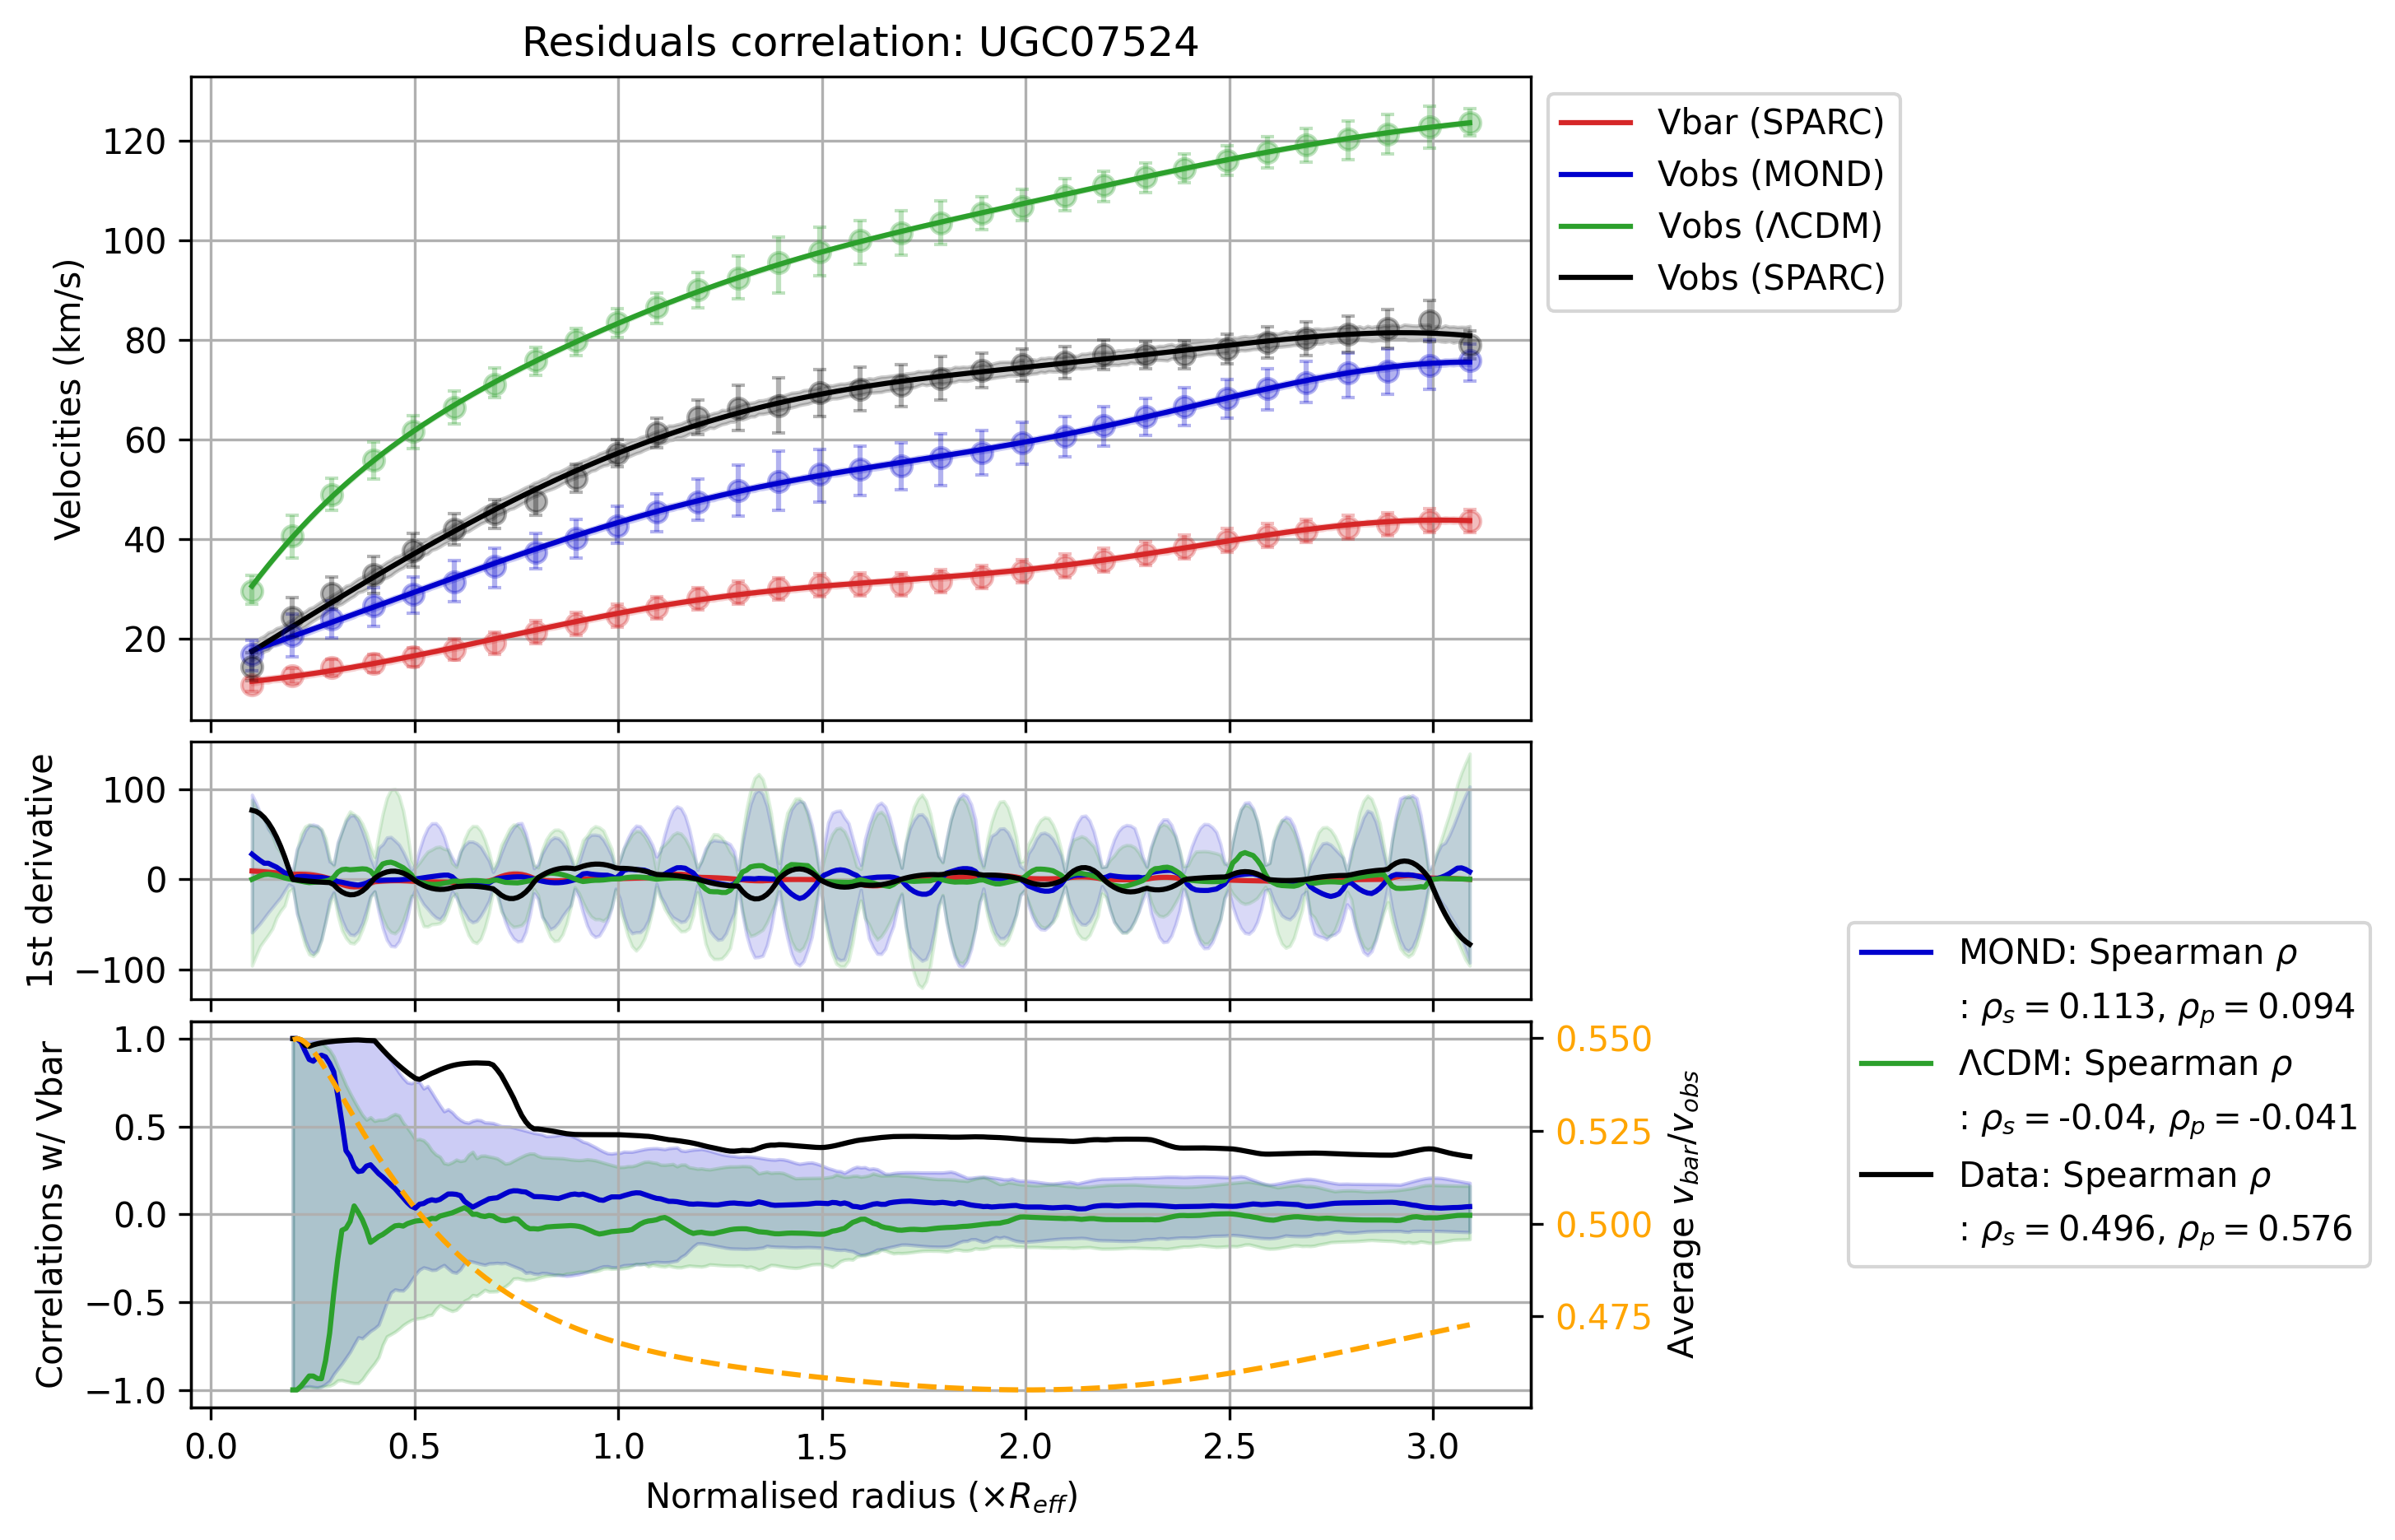 Residuals correlation: UGC07524
Velocities (km/s)
120
100
80
60
40
20
Vbar (SPARC)
Vobs (MOND)
Vobs (ΛCDM)
Vobs (SPARC)
1st derivative
100
0
−100
Correlations w/ Vbar
1.0
0.5
0.0
−0.5
−1.0
0.550
0.525
0.500
0.475
Average v_bar/v_obs
MOND: Spearman ρ
: ρ_s = 0.113, ρ_p = 0.094
ΛCDM: Spearman ρ
: ρ_s = -0.04, ρ_p = -0.041
Data: Spearman ρ
: ρ_s = 0.496, ρ_p = 0.576
0.0 0.5 1.0 1.5 2.0 2.5 3.0
Normalised radius (×R_eff)